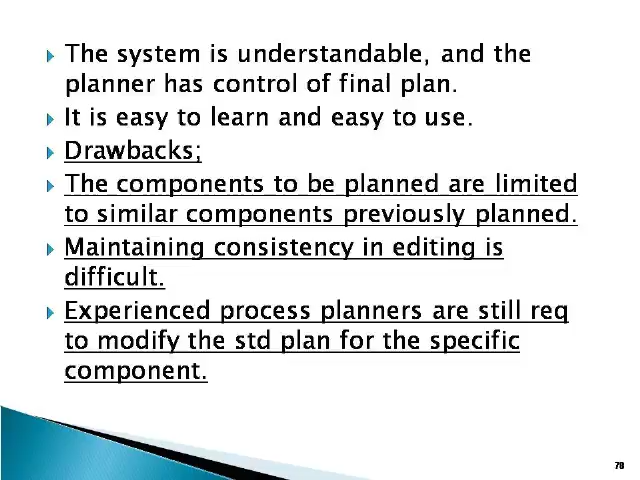 The system is understandable, and the
planner has control of final plan.
It is easy to learn and easy to use.
Drawbacks;
The components to be planned are limited
to similar components previously planned.
Maintaining consistency in editing is
difficult.
Experienced process planners are still req
to modify the std plan for the specific
component.
70